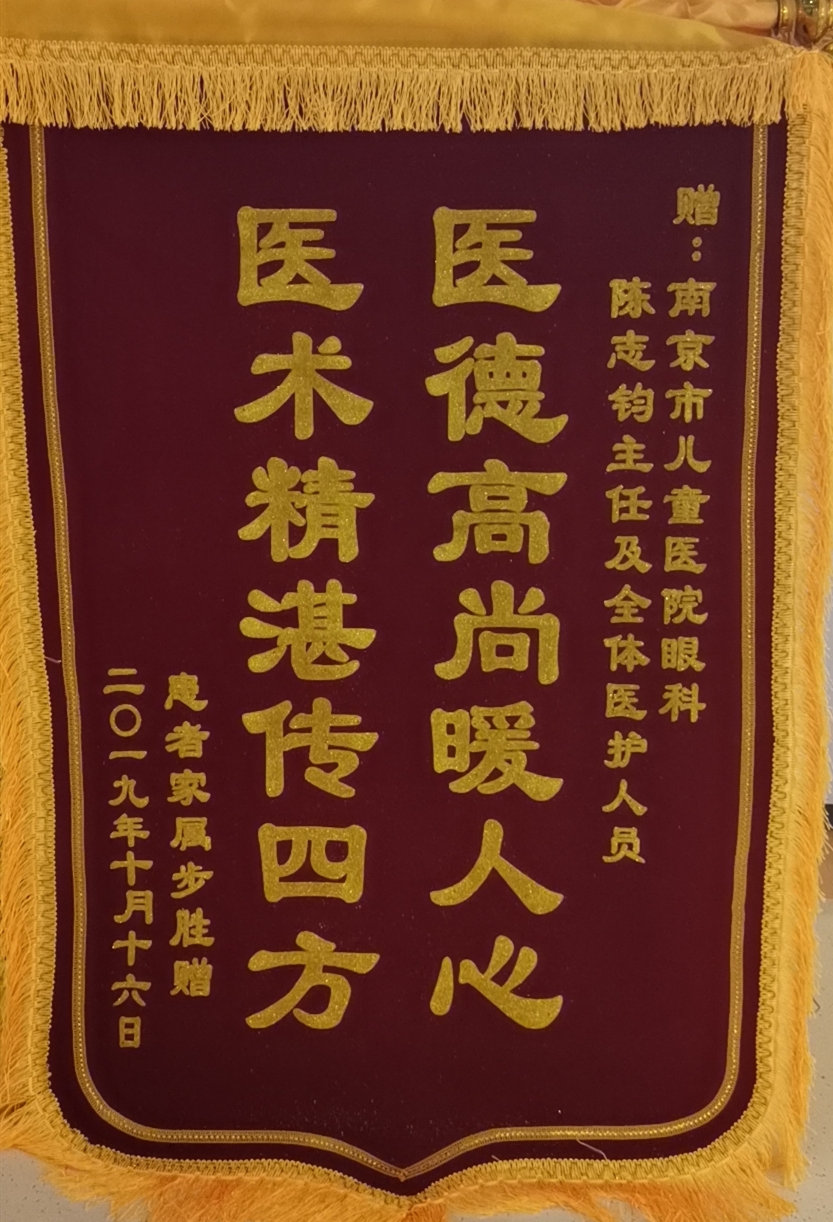 赠：南京市儿童医院眼科
陈志钧主任及全体医护人员
医德高尚暖人心
医术精湛传四方
患者家属步胜赠
二〇一九年十月十六日